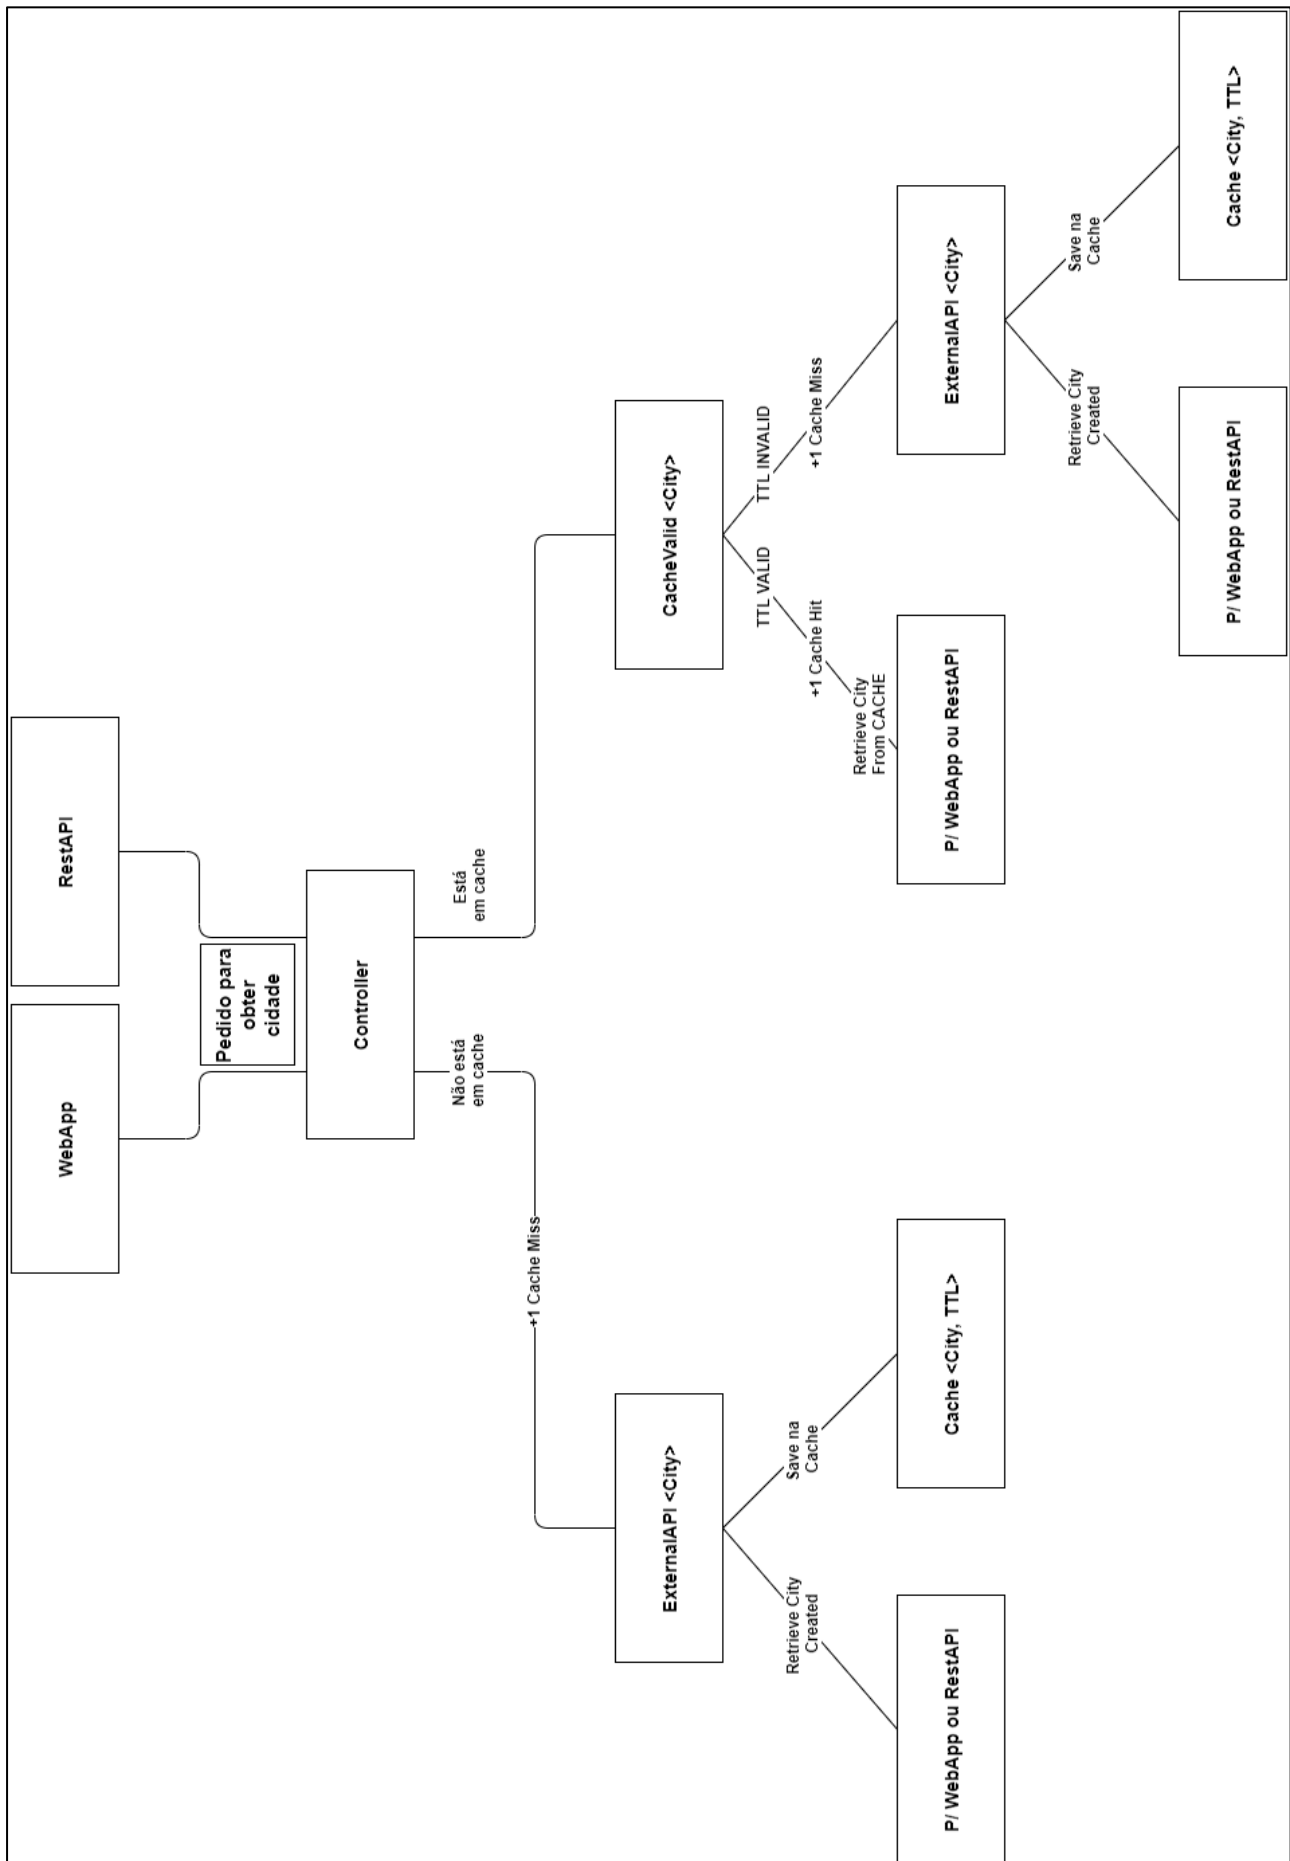 WebApp
RestAPI
Pedido para
obter
cidade
Controller
Não está
em cache
Está
em cache
+1 Cache Miss
ExternalAPI <City>
CacheValid <City>
Retrieve City
Created
Save na
Cache
TTL VALID
TTL INVALID
+1 Cache Hit
+1 Cache Miss
Retrieve City
From CACHE
P/ WebApp ou RestAPI
Cache <City, TTL>
P/ WebApp ou RestAPI
ExternalAPI <City>
Retrieve City
Created
Save na
Cache
P/ WebApp ou RestAPI
Cache <City, TTL>